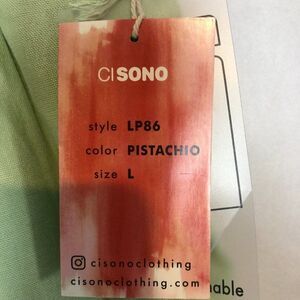 CISONO
style LP86
color PISTACHIO
size L
cisonoclothing
cisonoclothing.com